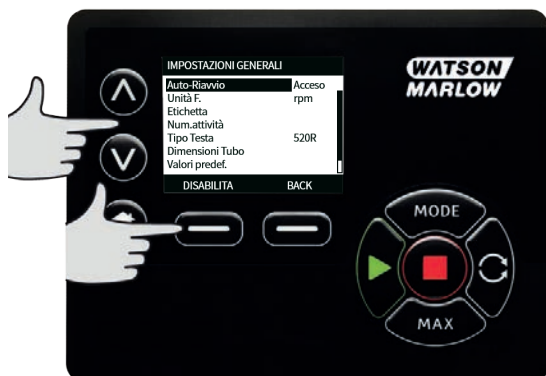 IMPOSTAZIONI GENERALI
Auto-Riavvio Acceso
Unità F. rpm
Etichetta
Num.attività
Tipo Testa 520R
Dimensioni Tubo
Valori predef.
DISABILITA BACK
WATSON
MARLOW
MODE
MAX